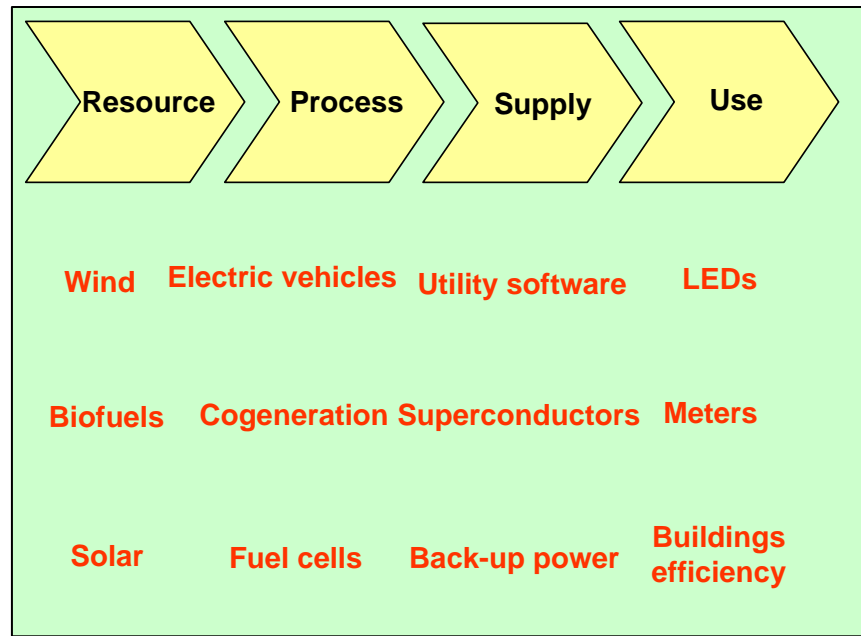 Resource Process Supply Use
Wind Electric vehicles Utility software LEDs
Biofuels Cogeneration Superconductors Meters
Solar Fuel cells Back-up power Buildings
efficiency